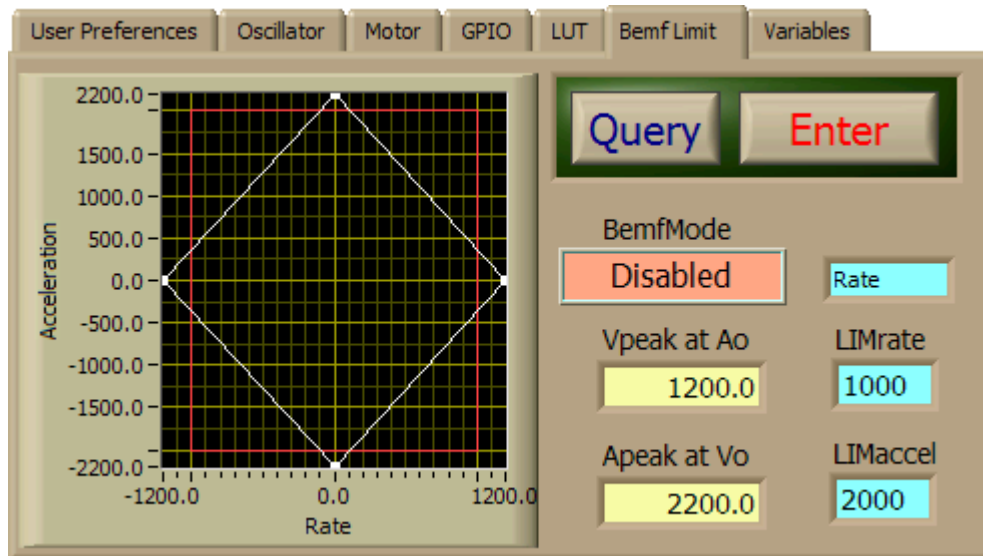 User Preferences Oscillator Motor GPIO LUT Bemf Limit Variables
2200.0
1500.0
1000.0
500.0
0.0
-500.0
-1000.0
-1500.0
-2200.0
Acceleration
-1200.0 0.0 1200.0
Rate
Query Enter
BemfMode
Disabled Rate
Vpeak at Ao LIMrate
1200.0 1000
Apeak at Vo LIMaccel
2200.0 2000